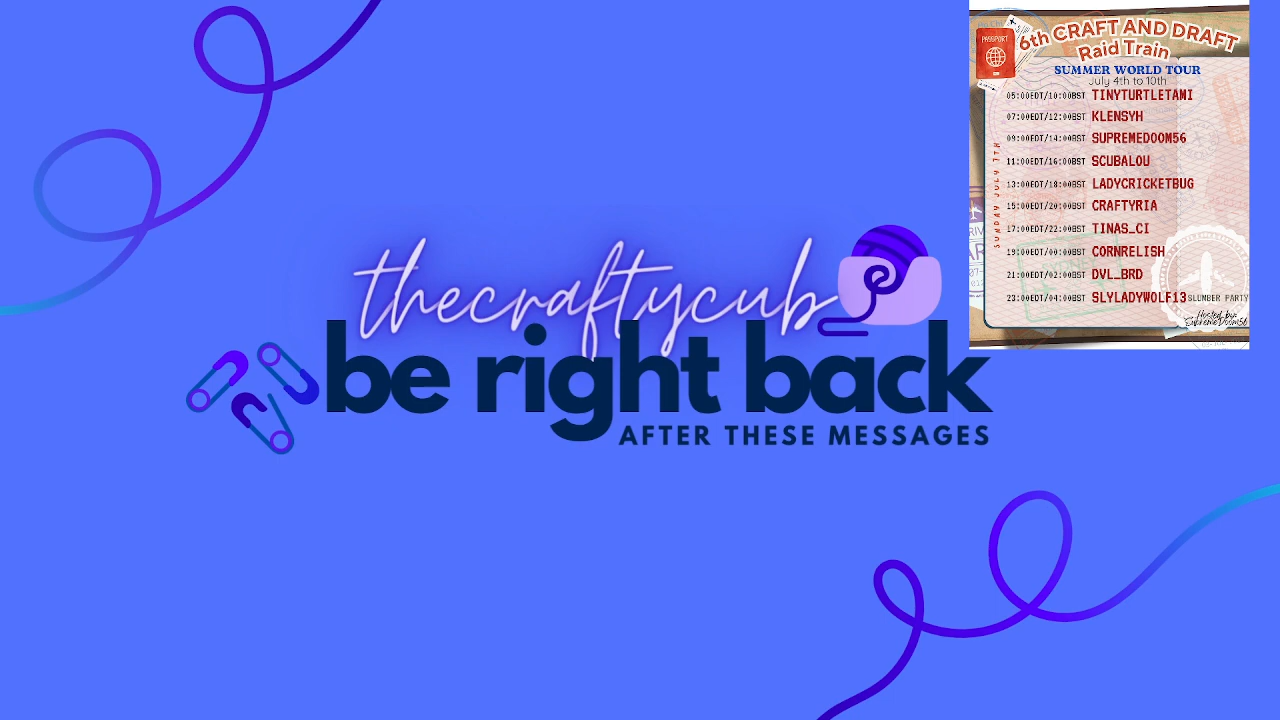 thecraftycub
be right back
AFTER THESE MESSAGES
PASSPORT
6th CRAFT AND DRAFT
Raid Train
SUMMER WORLD TOUR
July 4th to 10th
SUNDAY JULY 7TH
05:00EDT/10:00BST TINYTURTLETAMI
07:00EDT/12:00BST KLENSYH
09:00EDT/14:00BST SUPREMEDOOM56
11:00EDT/16:00BST SCUBALOU
13:00EDT/18:00BST LADYCRICKETBUG
15:00EDT/20:00BST CRAFTYRIA
17:00EDT/22:00BST TINAS_CI
19:00EDT/00:00BST CORNRELISH
21:00EDT/02:00BST DVL_BRD
23:00EDT/04:00BST SLYLADYWOLF13 SLUMBER PARTY
Hosted by:
SupremeDoom56